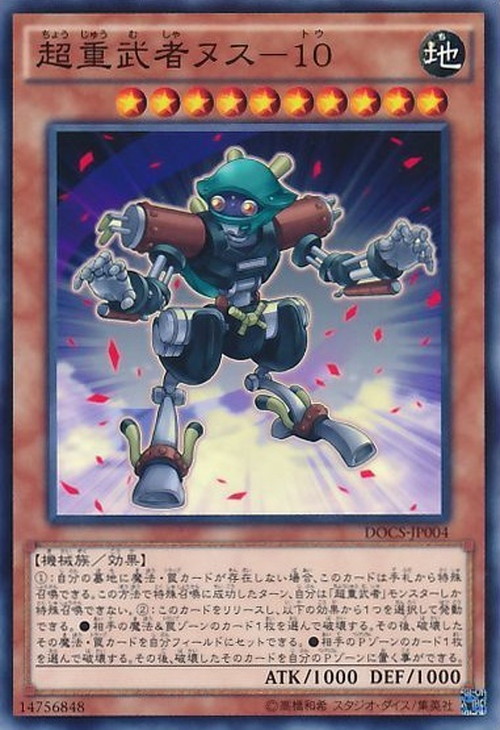 ちょうじゅうむしゃ トウ
超重武者ヌス－10
地
DOCS-JP004
【機械族／効果】
①：自分の墓地に魔法・罠カードが存在しない場合、このカードは手札から特殊
召喚できる。この方法で特殊召喚に成功したターン、自分は「超重武者」モンスターしか
特殊召喚できない。②：このカードをリリースし、以下の効果から1つを選択して発動
できる。●相手の魔法＆罠ゾーンのカード1枚を選んで破壊する。その後、破壊した
その魔法・罠カードを自分フィールドにセットできる。●相手のPゾーンのカード1枚
を選んで破壊する。その後、破壊したカードを自分のPゾーンに置く事ができる。
ATK/1000 DEF/1000
14756848
©高橋和希 スタジオ・ダイス/集英社